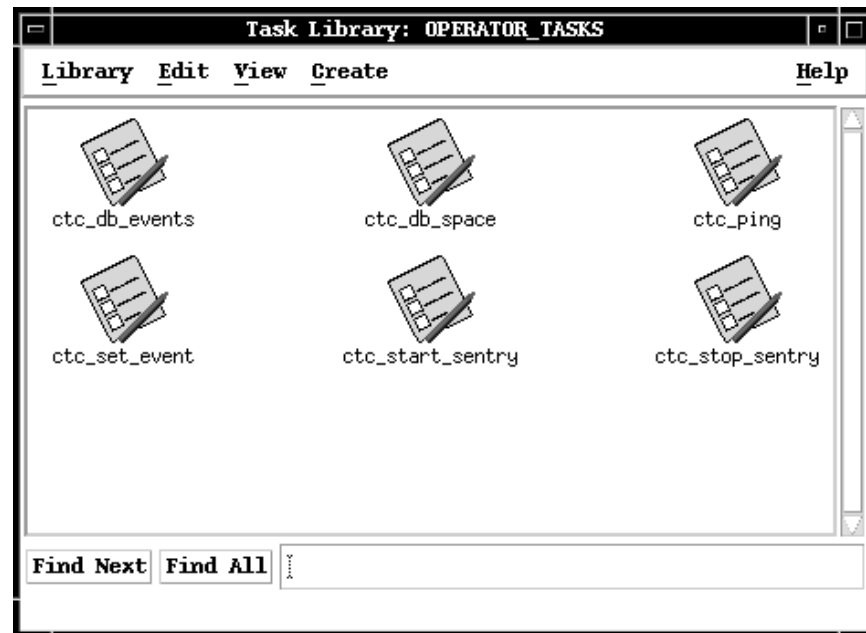 Task Library: OPERATOR_TASKS
Library Edit View Create Help
ctc_db_events ctc_db_space ctc_ping
ctc_set_event ctc_start_sentry ctc_stop_sentry
Find Next Find All